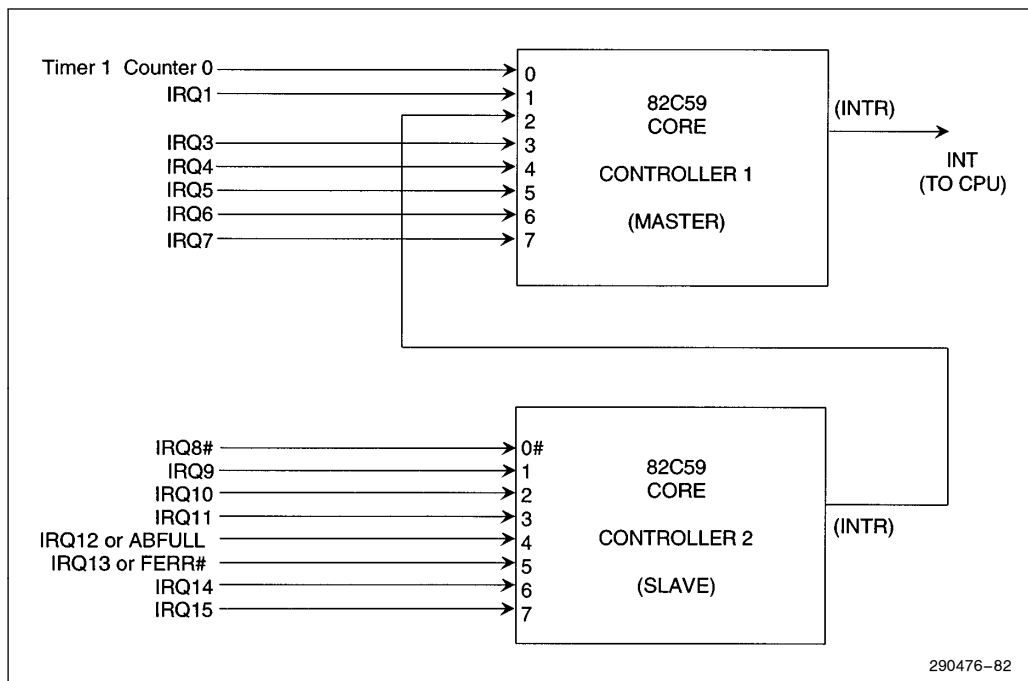 Timer 1 Counter 0
IRQ1
IRQ3
IRQ4
IRQ5
IRQ6
IRQ7
0
1
2
3
4
5
6
7
82C59
CORE
CONTROLLER 1
(MASTER)
(INTR)
INT
(TO CPU)
IRQ8#
IRQ9
IRQ10
IRQ11
IRQ12 or ABFULL
IRQ13 or FERR#
IRQ14
IRQ15
0#
1
2
3
4
5
6
7
82C59
CORE
CONTROLLER 2
(SLAVE)
(INTR)
290476–82